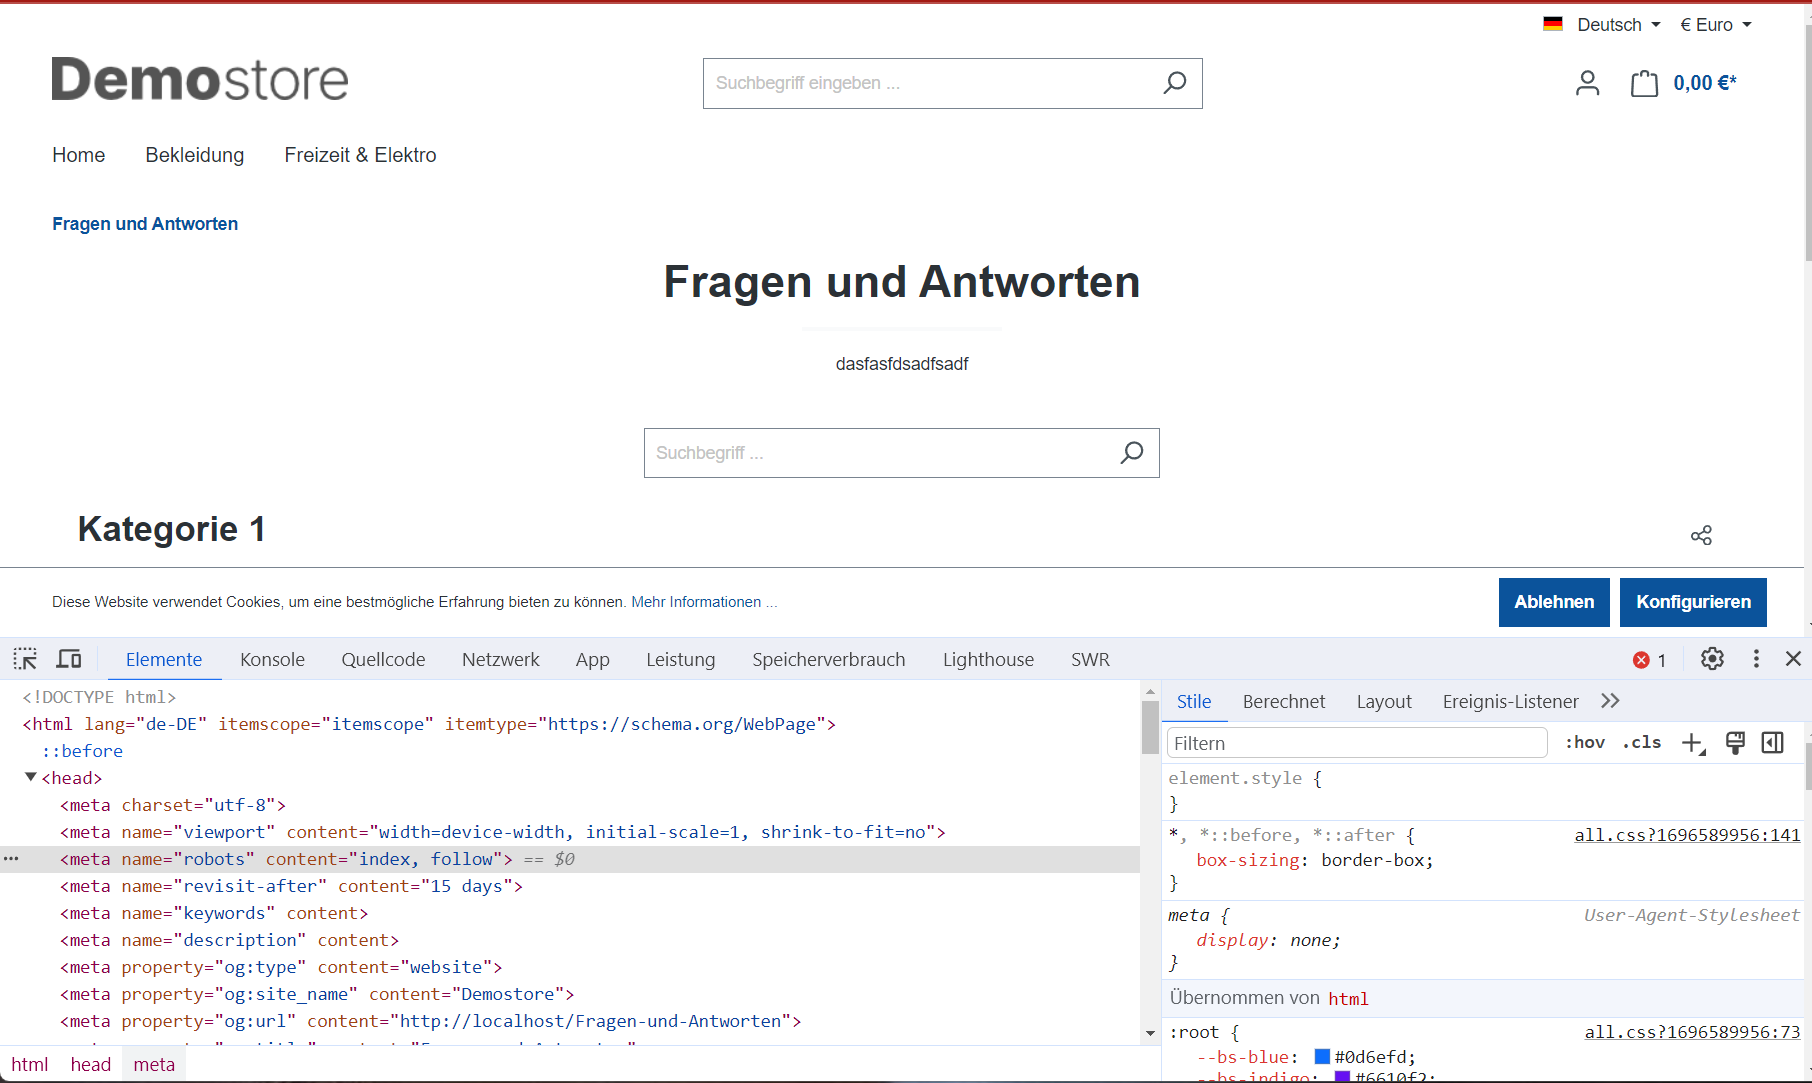 Deutsch € Euro
Demostore
Suchbegriff eingeben ...
0,00 €*
Home Bekleidung Freizeit & Elektro
Fragen und Antworten
Fragen und Antworten
dasfasfdsadfsadf
Suchbegriff ...
Kategorie 1
Diese Website verwendet Cookies, um eine bestmögliche Erfahrung bieten zu können. Mehr Informationen ...
Ablehnen Konfigurieren
Elemente Konsole Quellcode Netzwerk App Leistung Speicherverbrauch Lighthouse SWR 1
<!DOCTYPE html>
<html lang="de-DE" itemscope="itemscope" itemtype="https://schema.org/WebPage">
::before
<head>
<meta charset="utf-8">
<meta name="viewport" content="width=device-width, initial-scale=1, shrink-to-fit=no">
<meta name="robots" content="index, follow"> == $0
<meta name="revisit-after" content="15 days">
<meta name="keywords" content>
<meta name="description" content>
<meta property="og:type" content="website">
<meta property="og:site_name" content="Demostore">
<meta property="og:url" content="http://localhost/Fragen-und-Antworten">
html head meta
Stile Berechnet Layout Ereignis-Listener
Filtern :hov .cls
element.style {
}
*, *::before, *::after { all.css?1696589956:141
box-sizing: border-box;
}
meta { User-Agent-Stylesheet
display: none;
}
Übernommen von html
:root { all.css?1696589956:73
--bs-blue: #0d6efd;
--bs-indigo: #6610f2;